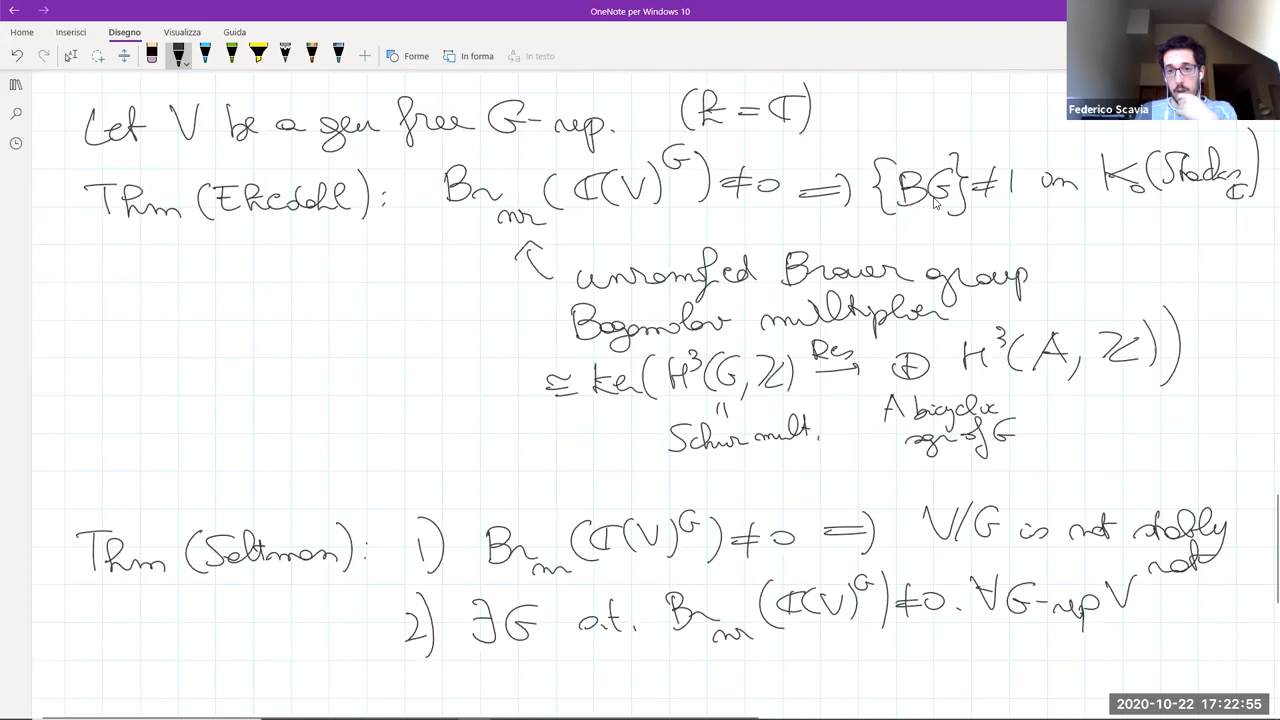 OneNote per Windows 10
Home Inserisci Disegno Visualizza Guida
Forme In forma In testo
Federico Scavia
Let V be a gen free G-rep. (k = ℂ)
Thm (Ekedahl): Br_nr (ℂ(V)^G) ≠ 0 ⟹ {BG} ≠ 1 in K_0(Stacks_ℂ)
↑ unramified Brauer group
Bogomolov multiplier
≅ ker(H^3(G, ℤ) Res→ ⊕ H^3(A, ℤ))
" A bicyclic
Schur mult. sgr of G
Thm (Saltman): 1) Br_nr (ℂ(V)^G) ≠ 0 ⟹ V/G is not stably
rat
2) ∃ G s.t. Br_nr (ℂ(V)^G) ≠ 0. ∀ G-rep V
2020-10-22 17:22:55